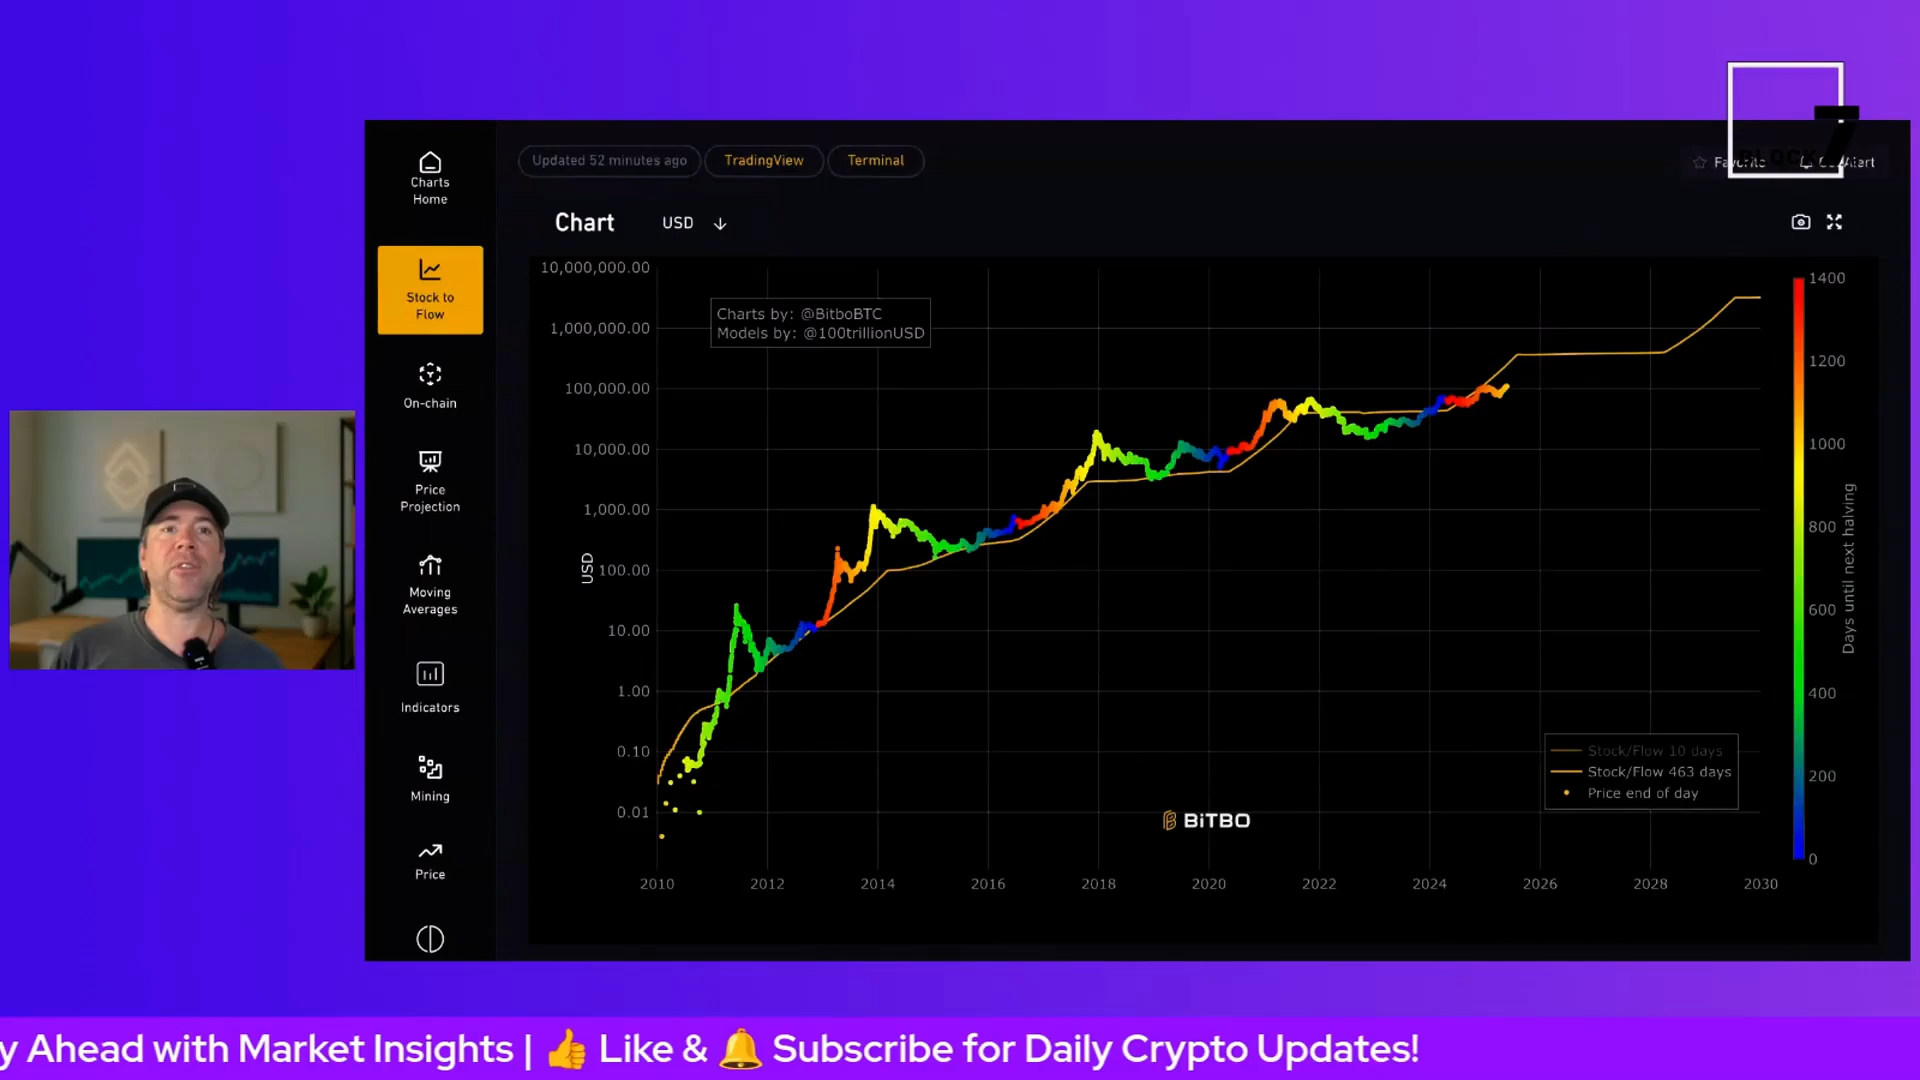 Charts
Home
Stock to
Flow
On-chain
Price
Projection
Moving
Averages
Indicators
Mining
Price
Updated 52 minutes ago
TradingView
Terminal
Favorite
Alert
BLOCK
7
Chart
USD
10,000,000.00
1,000,000.00
100,000.00
10,000.00
1,000.00
100.00
10.00
1.00
0.10
0.01
USD
Charts by: @BitboBTC
Models by: @100trillionUSD
Stock/Flow 10 days
Stock/Flow 463 days
Price end of day
BiTBO
2010
2012
2014
2016
2018
2020
2022
2024
2026
2028
2030
1400
1200
1000
800
600
400
200
0
Days until next halving
y Ahead with Market Insights | 👍 Like & 🔔 Subscribe for Daily Crypto Updates!